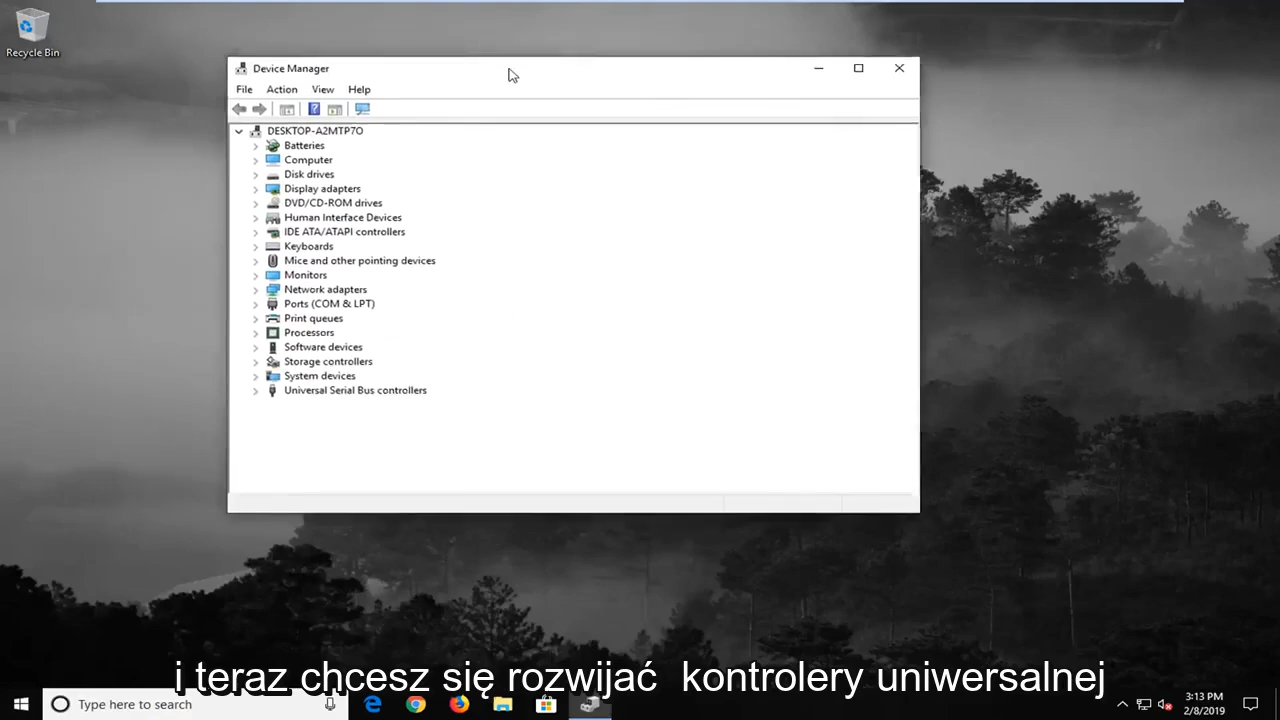 Recycle Bin
Device Manager
File Action View Help
DESKTOP-A2MTP7O
Batteries
Computer
Disk drives
Display adapters
DVD/CD-ROM drives
Human Interface Devices
IDE ATA/ATAPI controllers
Keyboards
Mice and other pointing devices
Monitors
Network adapters
Ports (COM & LPT)
Print queues
Processors
Software devices
Storage controllers
System devices
Universal Serial Bus controllers
i teraz chcesz się rozwijać kontrolery uniwersalnej
Type here to search
3:13 PM
2/8/2019